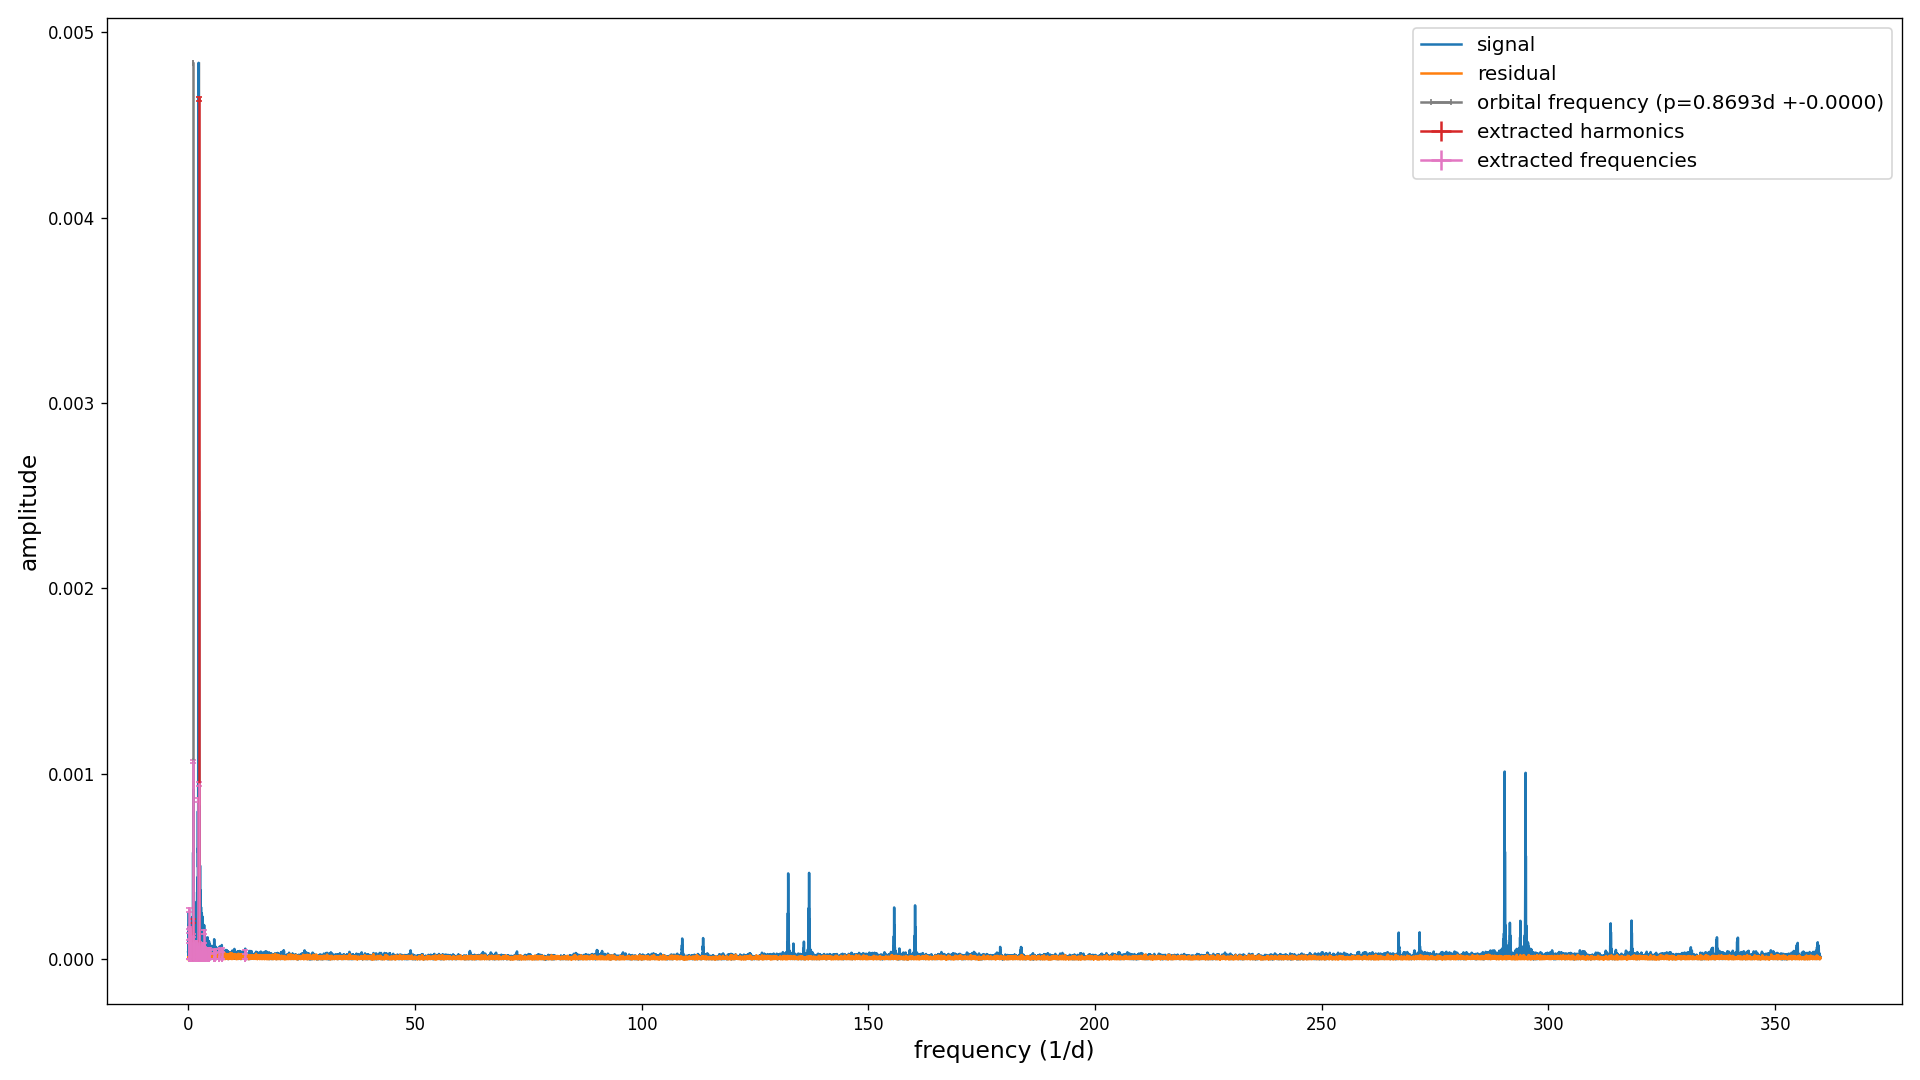 0.005
0.004
0.003
0.002
0.001
0.000
amplitude
signal
residual
orbital frequency (p=0.8693d +-0.0000)
extracted harmonics
extracted frequencies
0
50
100
150
200
250
300
350
frequency (1/d)